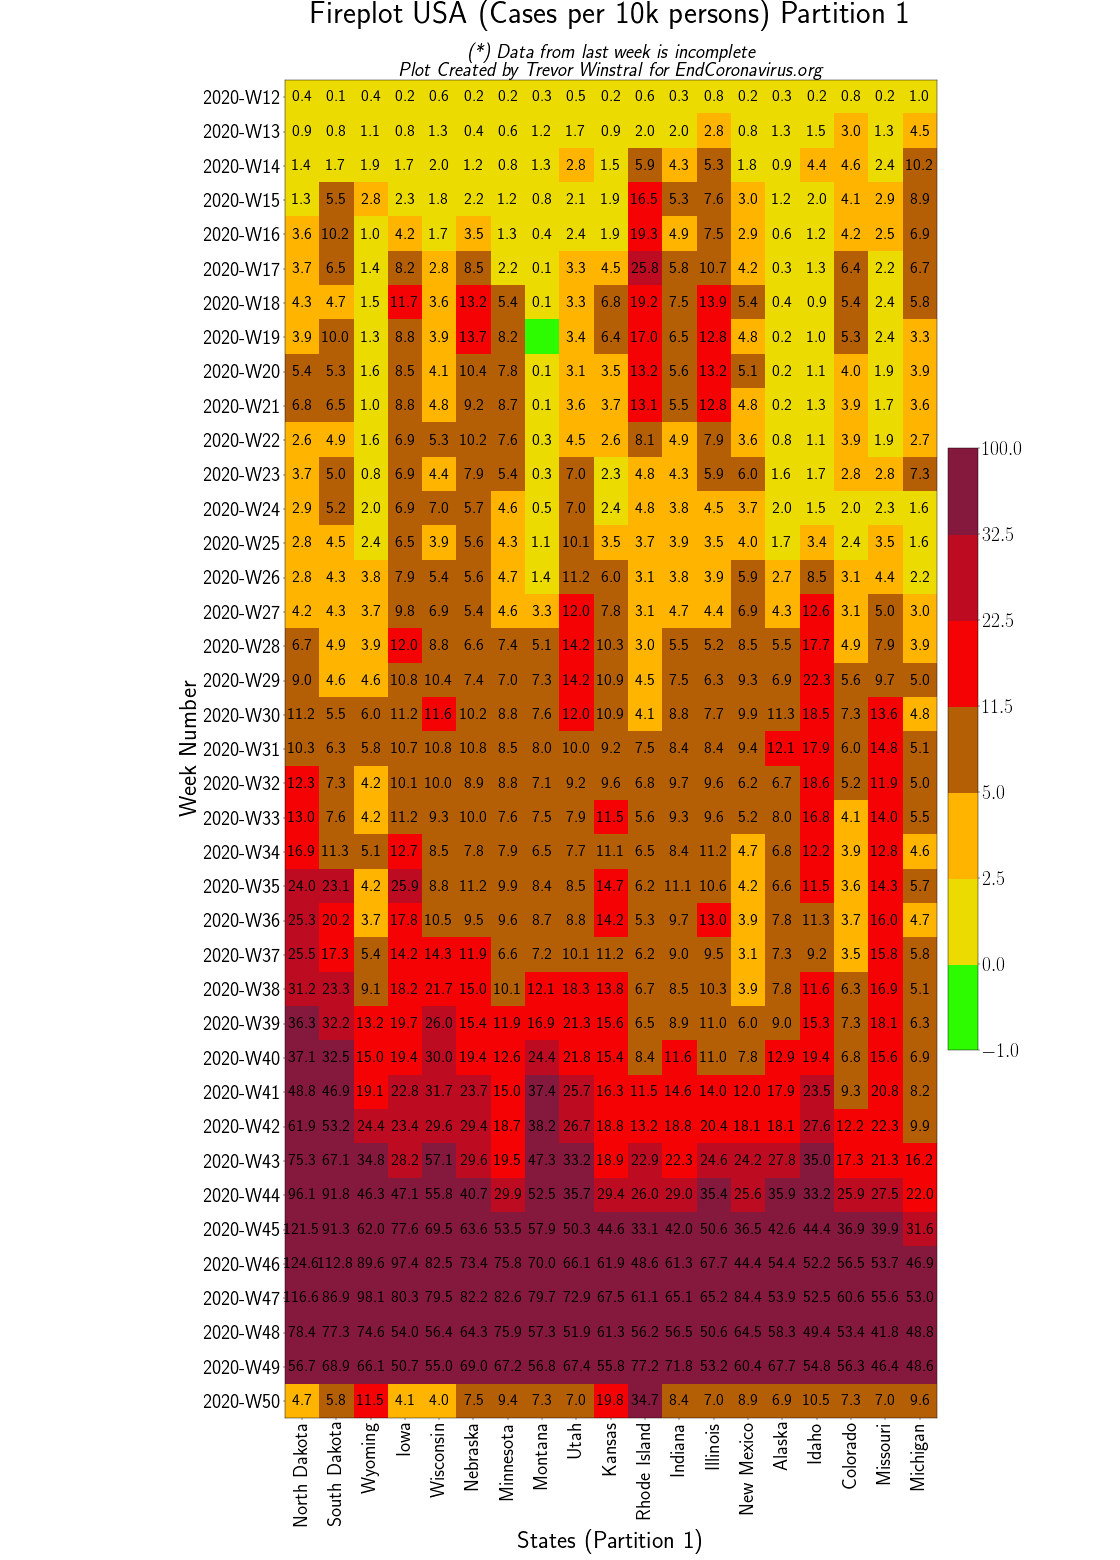 Fireplot USA (Cases per 10k persons) Partition 1
(*) Data from last week is incomplete
Plot Created by Trevor Winstral for EndCoronavirus.org
2020-W12 0.4 0.1 0.4 0.2 0.6 0.2 0.2 0.3 0.5 0.2 0.6 0.3 0.8 0.2 0.3 0.2 0.8 0.2 1.0
2020-W13 0.9 0.8 1.1 0.8 1.3 0.4 0.6 1.2 1.7 0.9 2.0 2.0 2.8 0.8 1.3 1.5 3.0 1.3 4.5
2020-W14 1.4 1.7 1.9 1.7 2.0 1.2 0.8 1.3 2.8 1.5 5.9 4.3 5.3 1.8 0.9 4.4 4.6 2.4 10.2
2020-W15 1.3 5.5 2.8 2.3 1.8 2.2 1.2 0.8 2.1 1.9 16.5 5.3 7.6 3.0 1.2 2.0 4.1 2.9 8.9
2020-W16 3.6 10.2 1.0 4.2 1.7 3.5 1.3 0.4 2.4 1.9 19.3 4.9 7.5 2.9 0.6 1.2 4.2 2.5 6.9
2020-W17 3.7 6.5 1.4 8.2 2.8 8.5 2.2 0.1 3.3 4.5 25.8 5.8 10.7 4.2 0.3 1.3 6.4 2.2 6.7
2020-W18 4.3 4.7 1.5 11.7 3.6 13.2 5.4 0.1 3.3 6.8 19.2 7.5 13.9 5.4 0.4 0.9 5.4 2.4 5.8
2020-W19 3.9 10.0 1.3 8.8 3.9 13.7 8.2 3.4 6.4 17.0 6.5 12.8 4.8 0.2 1.0 5.3 2.4 3.3
2020-W20 5.4 5.3 1.6 8.5 4.1 10.4 7.8 0.1 3.1 3.5 13.2 5.6 13.2 5.1 0.2 1.1 4.0 1.9 3.9
2020-W21 6.8 6.5 1.0 8.8 4.8 9.2 8.7 0.1 3.6 3.7 13.1 5.5 12.8 4.8 0.2 1.3 3.9 1.7 3.6
2020-W22 2.6 4.9 1.6 6.9 5.3 10.2 7.6 0.3 4.5 2.6 8.1 4.9 7.9 3.6 0.8 1.1 3.9 1.9 2.7
2020-W23 3.7 5.0 0.8 6.9 4.4 7.9 5.4 0.3 7.0 2.3 4.8 4.3 5.9 6.0 1.6 1.7 2.8 2.8 7.3
2020-W24 2.9 5.2 2.0 6.9 7.0 5.7 4.6 0.5 7.0 2.4 4.8 3.8 4.5 3.7 2.0 1.5 2.0 2.3 1.6
2020-W25 2.8 4.5 2.4 6.5 3.9 5.6 4.3 1.1 10.1 3.5 3.7 3.9 3.5 4.0 1.7 3.4 2.4 3.5 1.6
2020-W26 2.8 4.3 3.8 7.9 5.4 5.6 4.7 1.4 11.2 6.0 3.1 3.8 3.9 5.9 2.7 8.5 3.1 4.4 2.2
2020-W27 4.2 4.3 3.7 9.8 6.9 5.4 4.6 3.3 12.0 7.8 3.1 4.7 4.4 6.9 4.3 12.6 3.1 5.0 3.0
2020-W28 6.7 4.9 3.9 12.0 8.8 6.6 7.4 5.1 14.2 10.3 3.0 5.5 5.2 8.5 5.5 17.7 4.9 7.9 3.9
2020-W29 9.0 4.6 4.6 10.8 10.4 7.4 7.0 7.3 14.2 10.9 4.5 7.5 6.3 9.3 6.9 22.3 5.6 9.7 5.0
2020-W30 11.2 5.5 6.0 11.2 11.6 10.2 8.8 7.6 12.0 10.9 4.1 8.8 7.7 9.9 11.3 18.5 7.3 13.6 4.8
2020-W31 10.3 6.3 5.8 10.7 10.8 10.8 8.5 8.0 10.0 9.2 7.5 8.4 8.4 9.4 12.1 17.9 6.0 14.8 5.1
2020-W32 12.3 7.3 4.2 10.1 10.0 8.9 8.8 7.1 9.2 9.6 6.8 9.7 9.6 6.2 6.7 18.6 5.2 11.9 5.0
2020-W33 13.0 7.6 4.2 11.2 9.3 10.0 7.6 7.5 7.9 11.5 5.6 9.3 9.6 5.2 8.0 16.8 4.1 14.0 5.5
2020-W34 16.9 11.3 5.1 12.7 8.5 7.8 7.9 6.5 7.7 11.1 6.5 8.4 11.2 4.7 6.8 12.2 3.9 12.8 4.6
2020-W35 24.0 23.1 4.2 25.9 8.8 11.2 9.9 8.4 8.5 14.7 6.2 11.1 10.6 4.2 6.6 11.5 3.6 14.3 5.7
2020-W36 25.3 20.2 3.7 17.8 10.5 9.5 9.6 8.7 8.8 14.2 5.3 9.7 13.0 3.9 7.8 11.3 3.7 16.0 4.7
2020-W37 25.5 17.3 5.4 14.2 14.3 11.9 6.6 7.2 10.1 11.2 6.2 9.0 9.5 3.1 7.3 9.2 3.5 15.8 5.8
2020-W38 31.2 23.3 9.1 18.2 21.7 15.0 10.1 12.1 18.3 13.8 6.7 8.5 10.3 3.9 7.8 11.6 6.3 16.9 5.1
2020-W39 36.3 32.2 13.2 19.7 26.0 15.4 11.9 16.9 21.3 15.6 6.5 8.9 11.0 6.0 9.0 15.3 7.3 18.1 6.3
2020-W40 37.1 32.5 15.0 19.4 30.0 19.4 12.6 24.4 21.8 15.4 8.4 11.6 11.0 7.8 12.9 19.4 6.8 15.6 6.9
2020-W41 48.8 46.9 19.1 22.8 31.7 23.7 15.0 37.4 25.7 16.3 11.5 14.6 14.0 12.0 17.9 23.5 9.3 20.8 8.2
2020-W42 61.9 53.2 24.4 23.4 29.6 29.4 18.7 38.2 26.7 18.8 13.2 18.8 20.4 18.1 18.1 27.6 12.2 22.3 9.9
2020-W43 75.3 67.1 34.8 28.2 57.1 29.6 19.5 47.3 33.2 18.9 22.9 22.3 24.6 24.2 27.8 35.0 17.3 21.3 16.2
2020-W44 96.1 91.8 46.3 47.1 55.8 40.7 29.9 52.5 35.7 29.4 26.0 29.0 35.4 25.6 35.9 33.2 25.9 27.5 22.0
2020-W45 121.5 91.3 62.0 77.6 69.5 63.6 53.5 57.9 50.3 44.6 33.1 42.0 50.6 36.5 42.6 44.4 36.9 39.9 31.6
2020-W46 124.6 112.8 89.6 97.4 82.5 73.4 75.8 70.0 66.1 61.9 48.6 61.3 67.7 44.4 54.4 52.2 56.5 53.7 46.9
2020-W47 116.6 86.9 98.1 80.3 79.5 82.2 82.6 79.7 72.9 67.5 61.1 65.1 65.2 84.4 53.9 52.5 60.6 55.6 53.0
2020-W48 78.4 77.3 74.6 54.0 56.4 64.3 75.9 57.3 51.9 61.3 56.2 56.5 50.6 64.5 58.3 49.4 53.4 41.8 48.8
2020-W49 56.7 68.9 66.1 50.7 55.0 69.0 67.2 56.8 67.4 55.8 77.2 71.8 53.2 60.4 67.7 54.8 56.3 46.4 48.6
2020-W50 4.7 5.8 11.5 4.1 4.0 7.5 9.4 7.3 7.0 19.8 34.7 8.4 7.0 8.9 6.9 10.5 7.3 7.0 9.6
Week Number
North Dakota
South Dakota
Wyoming
Iowa
Wisconsin
Nebraska
Minnesota
Montana
Utah
Kansas
Rhode Island
Indiana
Illinois
New Mexico
Alaska
Idaho
Colorado
Missouri
Michigan
States (Partition 1)
100.0
32.5
22.5
11.5
5.0
2.5
0.0
−1.0